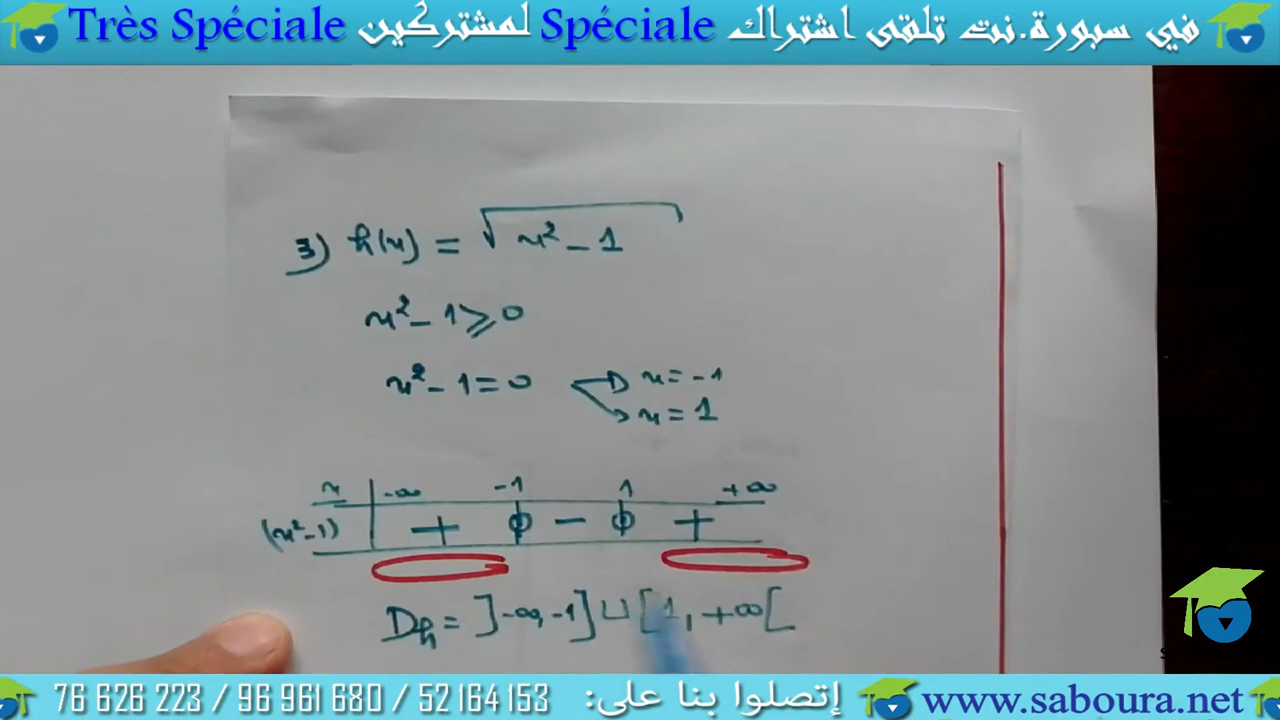 في سبورة.نت تلقى اشتراك Spéciale لمشتركين Très Spéciale
3) h(x) = √(x² - 1)
x² - 1 ≥ 0
x² - 1 = 0 x = -1
x = 1
x -∞ -1 1 +∞
(x² - 1) + 0 - 0 +
Dh = ]-∞, -1] ∪ [1, +∞[
76 626 223 / 96 961 680 / 52 164 153 إتصلوا بنا على: www.saboura.net